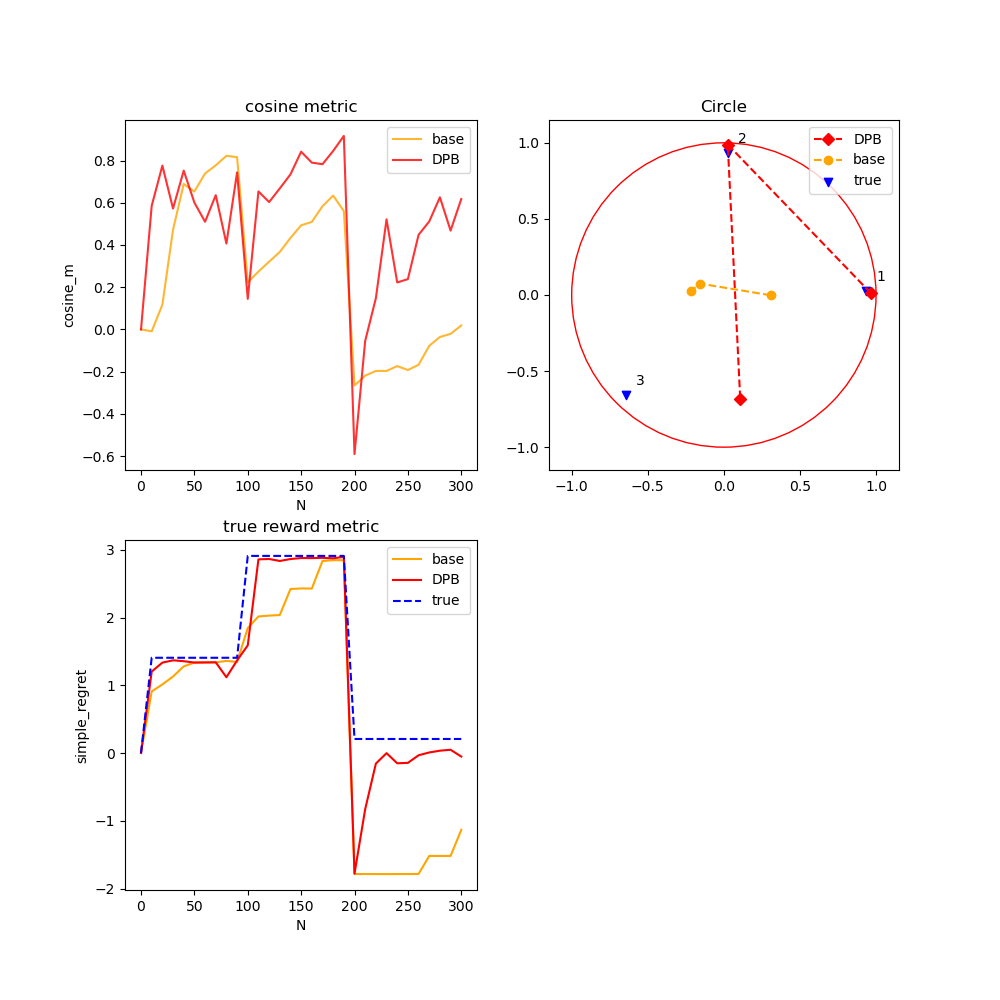 cosine metric
0.8
0.6
0.4
0.2
0.0
−0.2
−0.4
−0.6
cosine_m
base
DPB
0
50
100
150
200
250
300
N
Circle
1.0
0.5
0.0
−0.5
−1.0
DPB
base
true
2
1
3
−1.0
−0.5
0.0
0.5
1.0
true reward metric
3
2
1
0
−1
−2
simple_regret
base
DPB
true
0
50
100
150
200
250
300
N